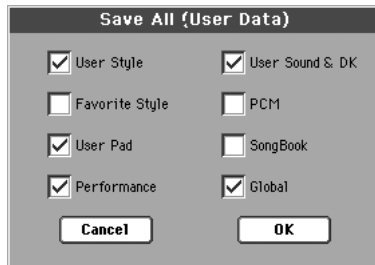 Save All (User Data)
User Style
User Sound & DK
Favorite Style
PCM
User Pad
SongBook
Performance
Global
Cancel
OK